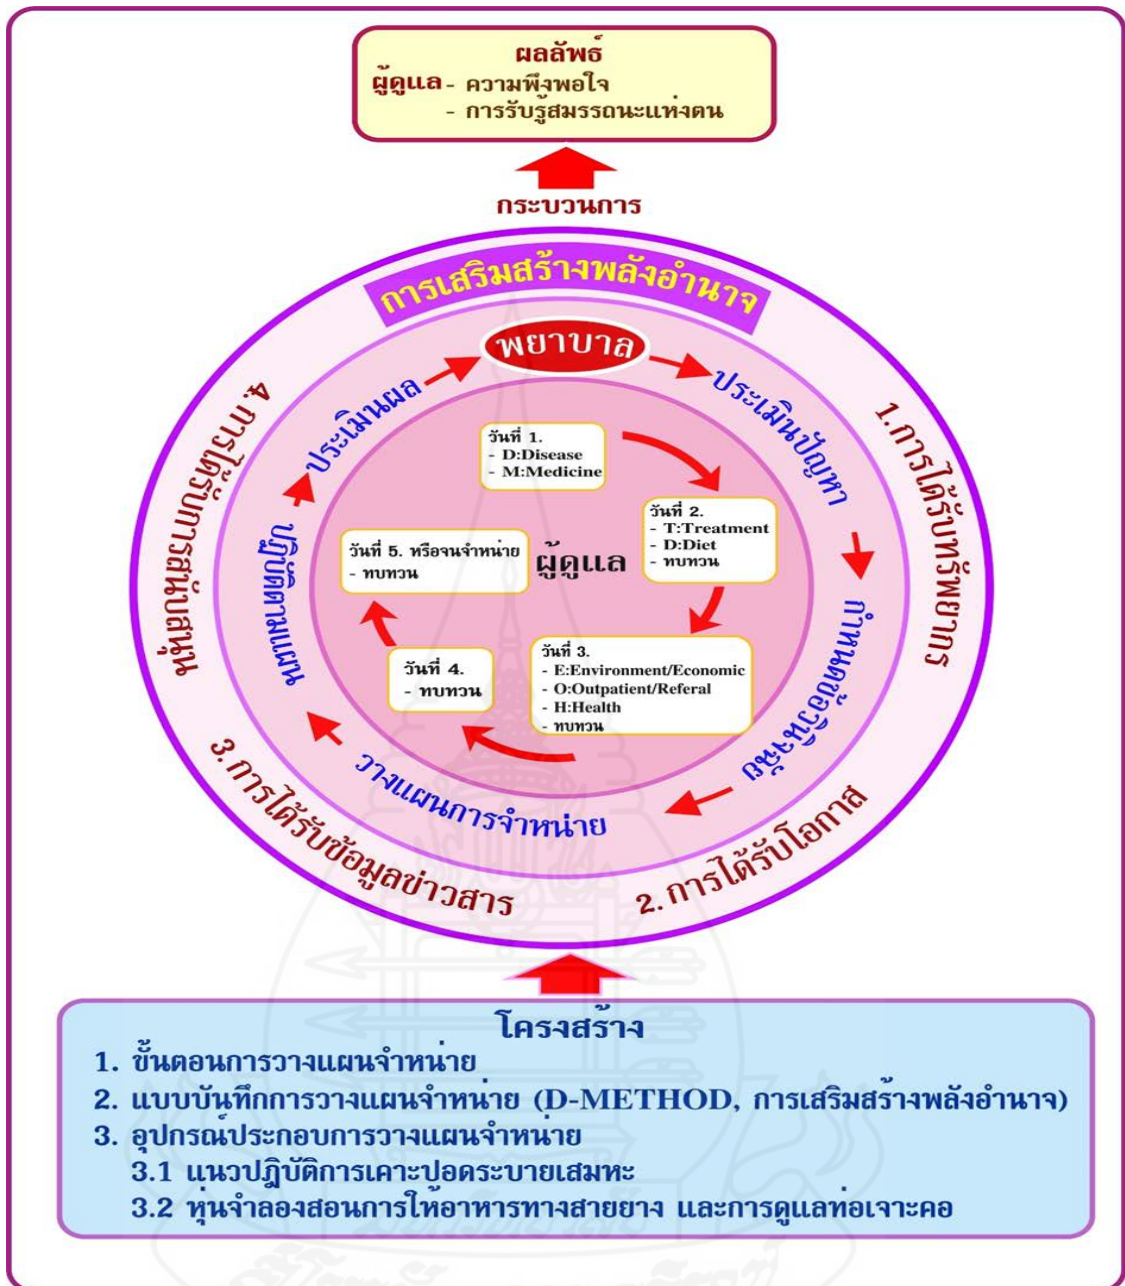 ผลลัพธ์
ผู้ดูแล - ความพึงพอใจ
- การรับรู้สมรรถนะแห่งตน
กระบวนการ
การเสริมสร้างพลังอำนาจ
พยาบาล
ประเมินปัญหา
กำหนดข้อวินิจฉัย
วางแผนการจำหน่าย
ปฏิบัติตามแผน
ประเมินผล
1. การได้รับทรัพยากร
2. การได้รับโอกาส
3. การได้รับข้อมูลข่าวสาร
4. การได้รับการสนับสนุน
วันที่ 1.
- D:Disease
- M:Medicine
วันที่ 2.
- T:Treatment
- D:Diet
- ทบทวน
วันที่ 3.
- E:Environment/Economic
- O:Outpatient/Referal
- H:Health
- ทบทวน
วันที่ 4.
- ทบทวน
วันที่ 5. หรือจนจำหน่าย
- ทบทวน
ผู้ดูแล
โครงสร้าง
1. ขั้นตอนการวางแผนจำหน่าย
2. แบบบันทึกการวางแผนจำหน่าย (D-METHOD, การเสริมสร้างพลังอำนาจ)
3. อุปกรณ์ประกอบการวางแผนจำหน่าย
3.1 แนวปฏิบัติการเคาะปอดระบายเสมหะ
3.2 หุ่นจำลองสอนการให้อาหารทางสายยาง และการดูแลท่อเจาะคอ